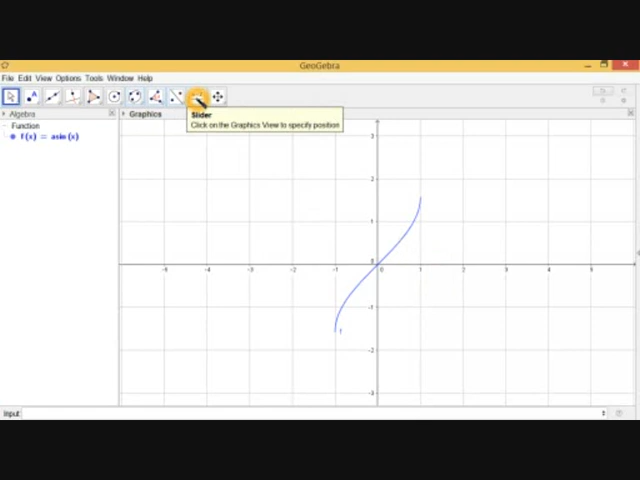 GeoGebra
File Edit View Options Tools Window Help
Algebra
Graphics
Slider
Click on the Graphics View to specify position
Function
f(x) = asin(x)
3
2
1
0
-5 -4 -3 -2 -1 0 1 2 3 4 5
f
-1
-2
-3
Input: